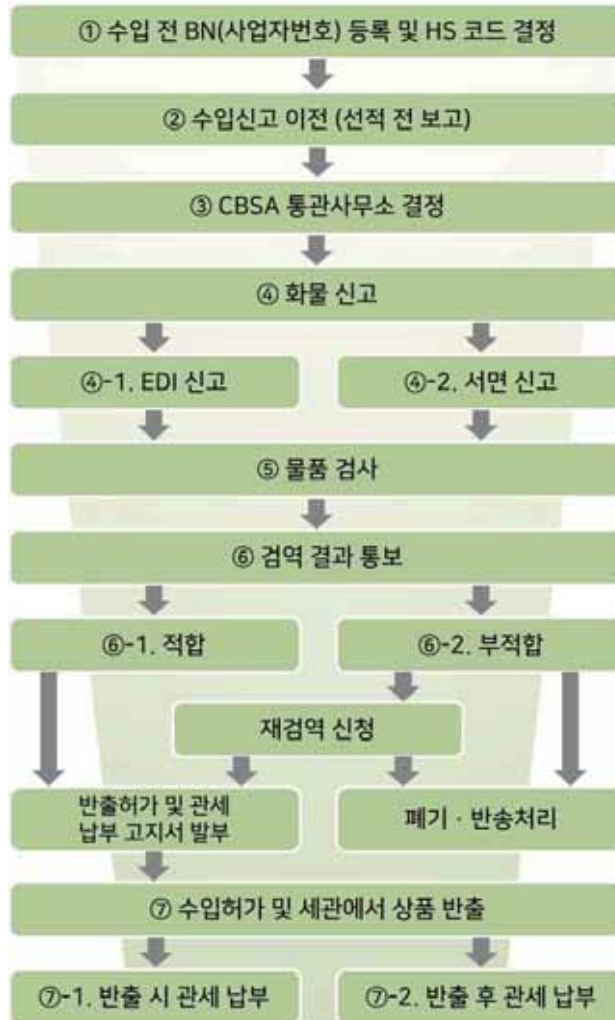 ① 수입 전 BN(사업자번호) 등록 및 HS 코드 결정
② 수입신고 이전 (선적 전 보고)
③ CBSA 통관사무소 결정
④ 화물 신고
④-1. EDI 신고
④-2. 서면 신고
⑤ 물품 검사
⑥ 검역 결과 통보
⑥-1. 적합
⑥-2. 부적합
재검역 신청
반출허가 및 관세
납부 고지서 발부
폐기 · 반송처리
⑦ 수입허가 및 세관에서 상품 반출
⑦-1. 반출 시 관세 납부
⑦-2. 반출 후 관세 납부